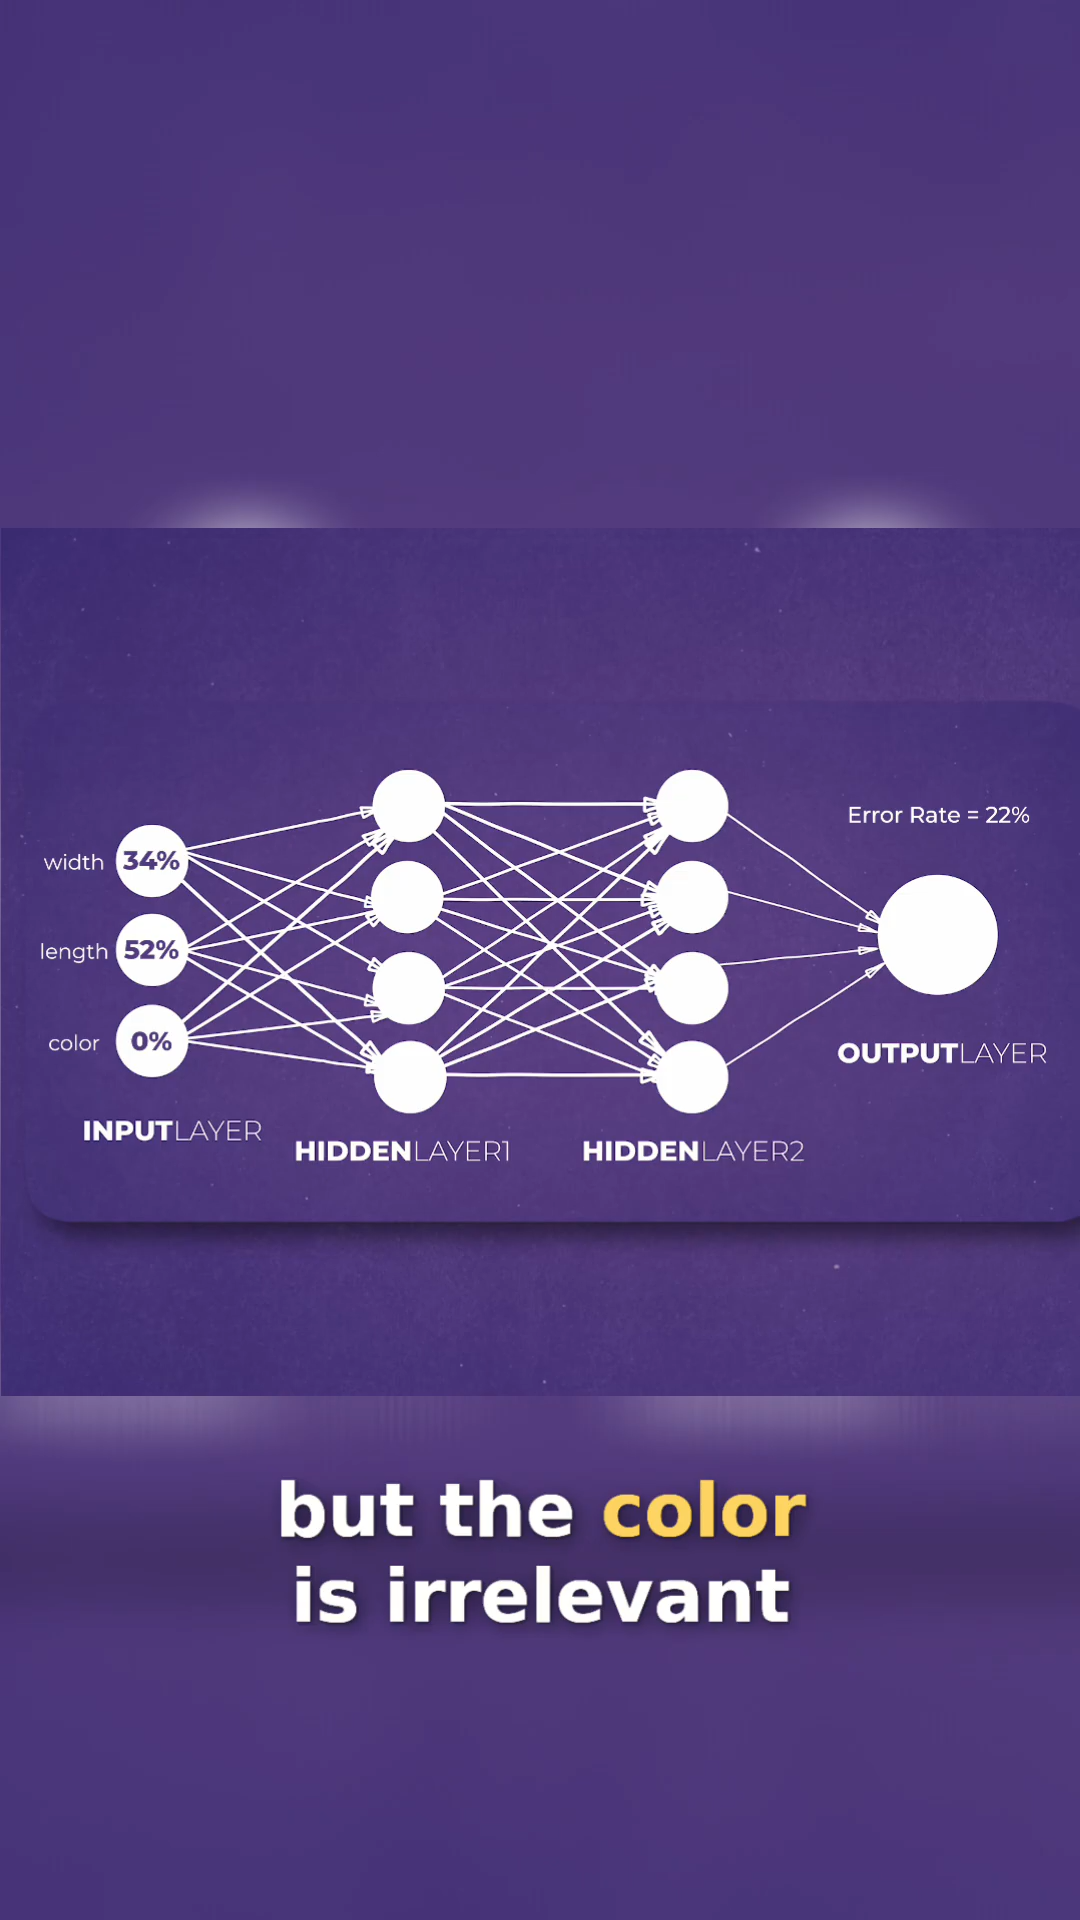 Error Rate = 22%
width 34%
length 52%
color 0%
INPUTLAYER
HIDDENLAYER1
HIDDENLAYER2
OUTPUTLAYER
but the color
is irrelevant